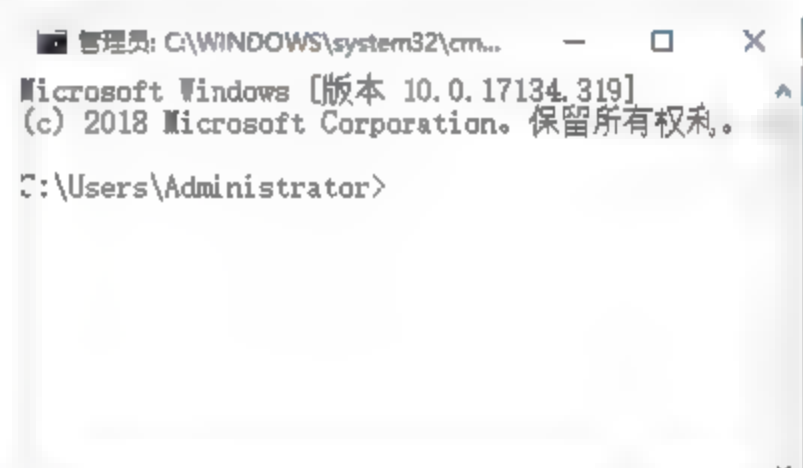 管理员: C:\WINDOWS\system32\cm...
Microsoft Windows [版本 10.0.17134.319]
(c) 2018 Microsoft Corporation。保留所有权利。
C:\Users\Administrator>